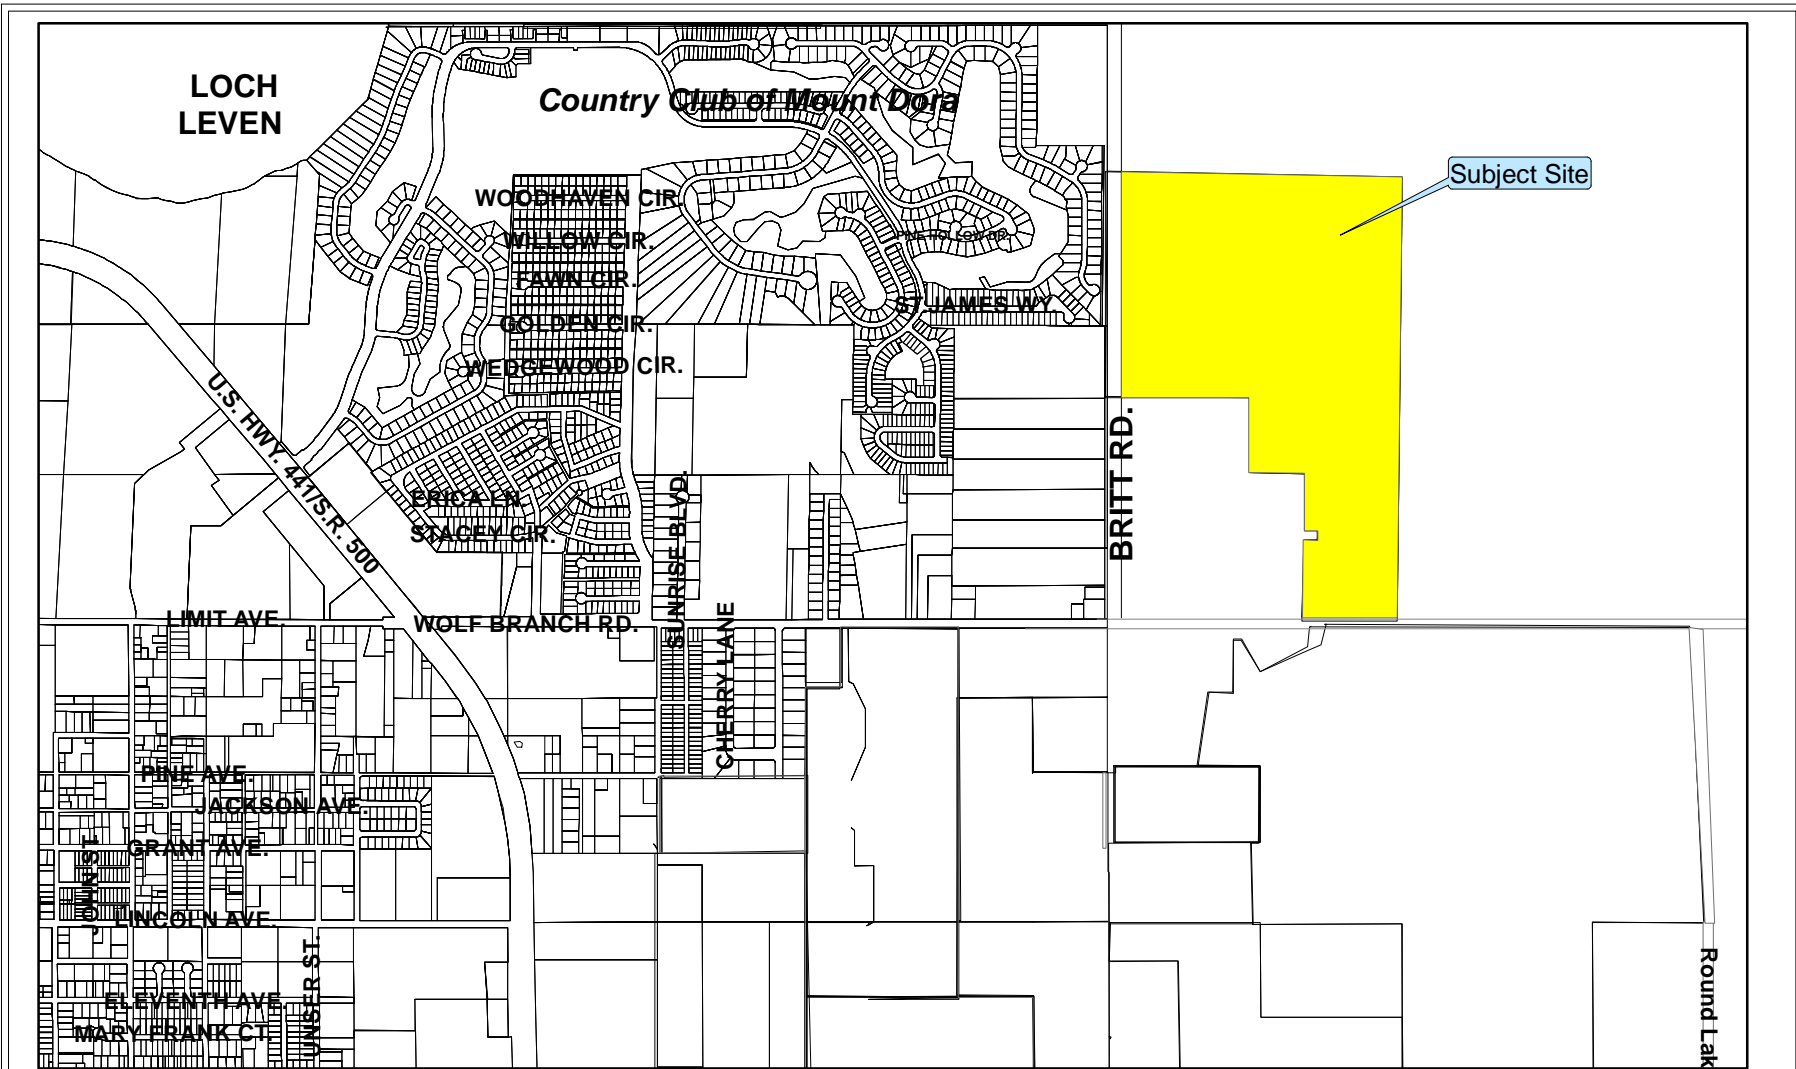 LOCH
LEVEN
Country Club of Mount Dora
Subject Site
WOODHAVEN CIR.
WILLOW CIR.
PINE HOLLOW DR.
FAWN CIR.
ST.JAMES WY.
GOLDEN CIR.
WEDGEWOOD CIR.
U.S. HWY. 441/S.R. 500
BRITT RD.
ERICA LN.
STACEY CIR.
SUNRISE BLVD.
LIMIT AVE.
WOLF BRANCH RD.
CHERRY LANE
PINE AVE.
JACKSON AVE.
GRANT AVE.
JOHN ST.
LINCOLN AVE.
UNSER ST.
ELEVENTH AVE.
MARY FRANK CT.
Round Lak